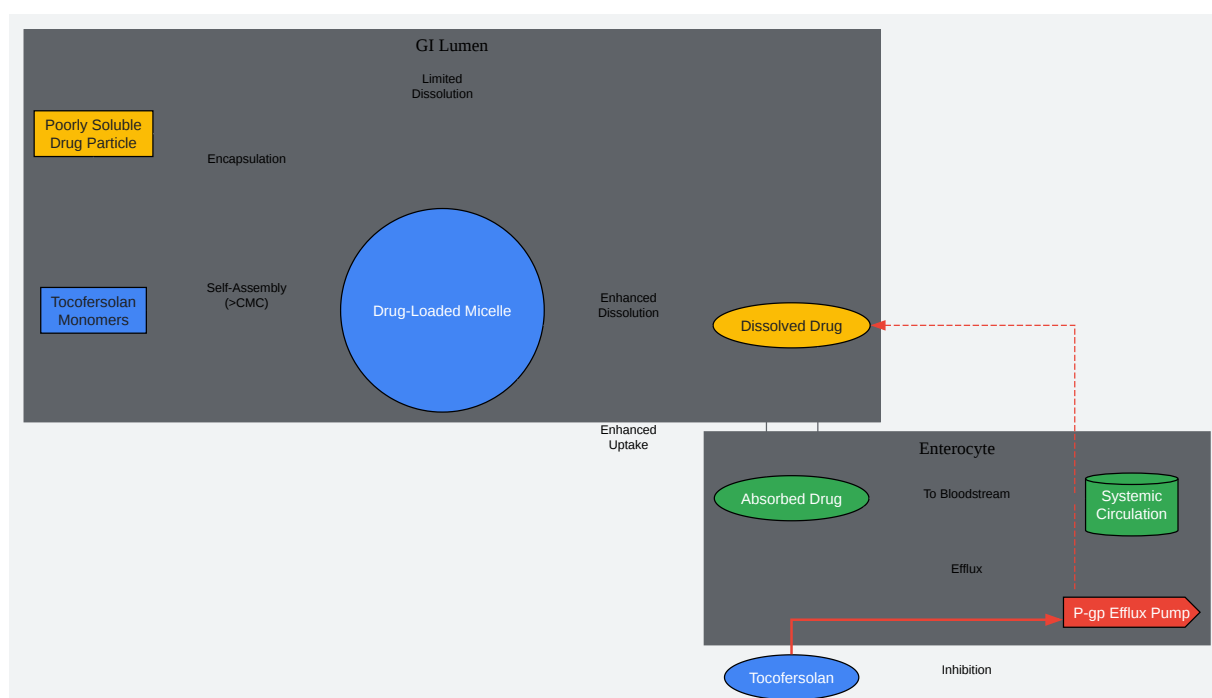 GI Lumen
Limited
Dissolution
Poorly Soluble
Drug Particle
Encapsulation
Self-Assembly
(>CMC)
Tocofersolan
Monomers
Drug-Loaded Micelle
Enhanced
Dissolution
Dissolved Drug
Enhanced
Uptake
Enterocyte
Absorbed Drug
To Bloodstream
Systemic
Circulation
Efflux
P-gp Efflux Pump
Inhibition
Tocofersolan